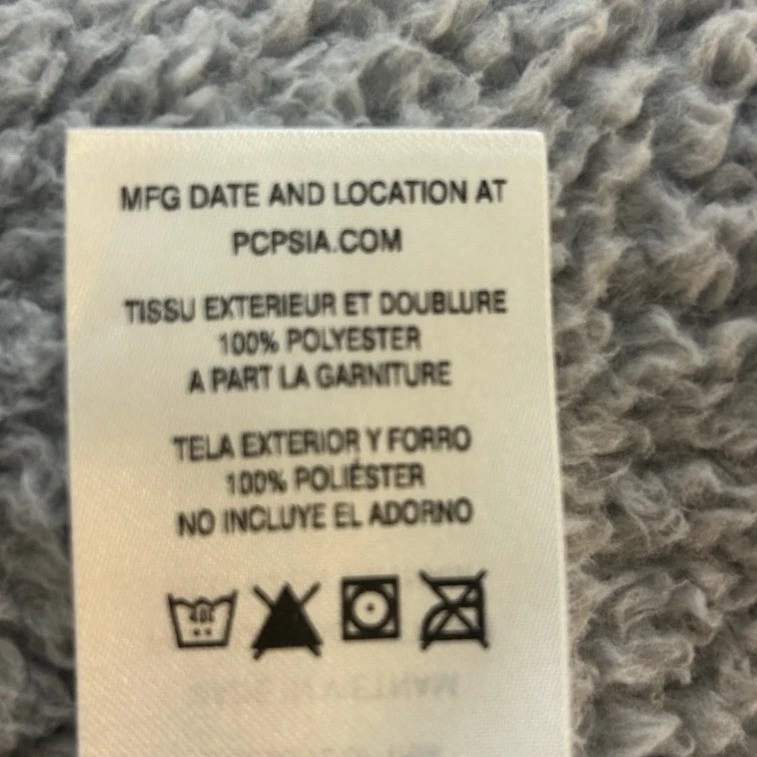 MFG DATE AND LOCATION AT
PCPSIA.COM
TISSU EXTERIEUR ET DOUBLURE
100% POLYESTER
A PART LA GARNITURE
TELA EXTERIOR Y FORRO
100% POLIÉSTER
NO INCLUYE EL ADORNO